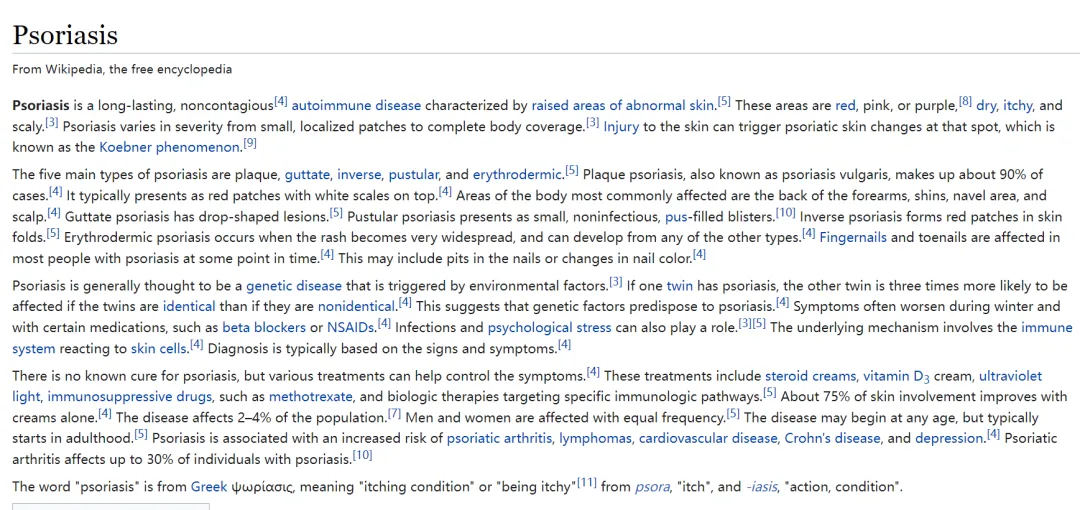 Psoriasis
From Wikipedia, the free encyclopedia
Psoriasis is a long-lasting, noncontagious[4] autoimmune disease characterized by raised areas of abnormal skin.[5] These areas are red, pink, or purple,[8] dry, itchy, and
scaly.[3] Psoriasis varies in severity from small, localized patches to complete body coverage.[3] Injury to the skin can trigger psoriatic skin changes at that spot, which is
known as the Koebner phenomenon.[9]
The five main types of psoriasis are plaque, guttate, inverse, pustular, and erythrodermic.[5] Plaque psoriasis, also known as psoriasis vulgaris, makes up about 90% of
cases.[4] It typically presents as red patches with white scales on top.[4] Areas of the body most commonly affected are the back of the forearms, shins, navel area, and
scalp.[4] Guttate psoriasis has drop-shaped lesions.[5] Pustular psoriasis presents as small, noninfectious, pus-filled blisters.[10] Inverse psoriasis forms red patches in skin
folds.[5] Erythrodermic psoriasis occurs when the rash becomes very widespread, and can develop from any of the other types.[4] Fingernails and toenails are affected in
most people with psoriasis at some point in time.[4] This may include pits in the nails or changes in nail color.[4]
Psoriasis is generally thought to be a genetic disease that is triggered by environmental factors.[3] If one twin has psoriasis, the other twin is three times more likely to be
affected if the twins are identical than if they are nonidentical.[4] This suggests that genetic factors predispose to psoriasis.[4] Symptoms often worsen during winter and
with certain medications, such as beta blockers or NSAIDs.[4] Infections and psychological stress can also play a role.[3][5] The underlying mechanism involves the immune
system reacting to skin cells.[4] Diagnosis is typically based on the signs and symptoms.[4]
There is no known cure for psoriasis, but various treatments can help control the symptoms.[4] These treatments include steroid creams, vitamin D3 cream, ultraviolet
light, immunosuppressive drugs, such as methotrexate, and biologic therapies targeting specific immunologic pathways.[5] About 75% of skin involvement improves with
creams alone.[4] The disease affects 2–4% of the population.[7] Men and women are affected with equal frequency.[5] The disease may begin at any age, but typically
starts in adulthood.[5] Psoriasis is associated with an increased risk of psoriatic arthritis, lymphomas, cardiovascular disease, Crohn's disease, and depression.[4] Psoriatic
arthritis affects up to 30% of individuals with psoriasis.[10]
The word "psoriasis" is from Greek ψωρίασις, meaning "itching condition" or "being itchy"[11] from psora, "itch", and -iasis, "action, condition".